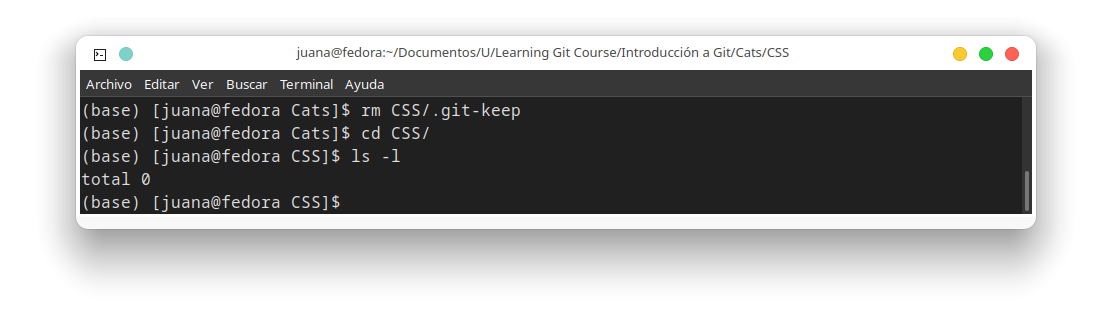 juana@fedora:~/Documentos/U/Learning Git Course/Introducción a Git/Cats/CSS
Archivo Editar Ver Buscar Terminal Ayuda
(base) [juana@fedora Cats]$ rm CSS/.git-keep
(base) [juana@fedora Cats]$ cd CSS/
(base) [juana@fedora CSS]$ ls -l
total 0
(base) [juana@fedora CSS]$